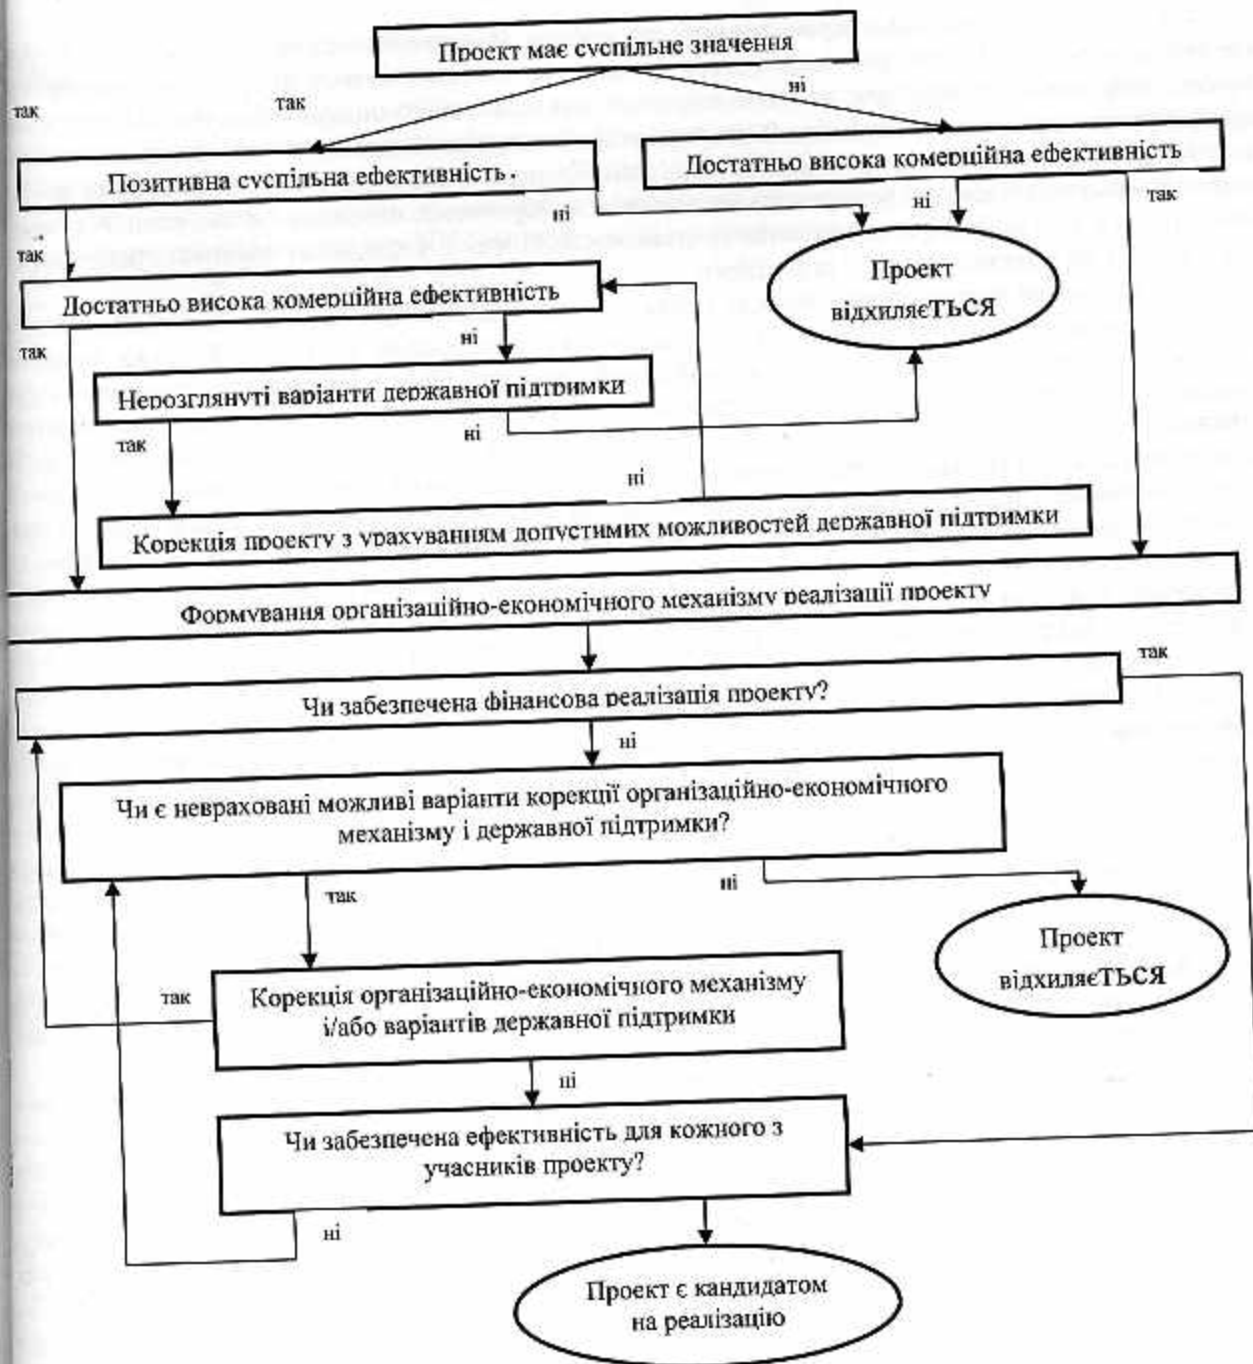 Проект має суспільне значення
так
так
ні
Позитивна суспільна ефективність.
Достатньо висока комерційна ефективність
ні
ні
так
так
Проект
відхиляєТЬСЯ
Достатньо висока комерційна ефективність
так
ні
Нерозглянуті варіанти державної підтримки
так
ні
ні
Корекція проекту з урахуванням допустимих можливостей державної підтримки
Формування організаційно-економічного механізму реалізації проекту
так
Чи забезпечена фінансова реалізація проекту?
ні
Чи є невраховані можливі варіанти корекції організаційно-економічного
механізму і державної підтримки?
так
ні
Проект
відхиляєТЬСЯ
так
Корекція організаційно-економічного механізму
і/або варіантів державної підтримки
ні
Чи забезпечена ефективність для кожного з
учасників проекту?
ні
Проект є кандидатом
на реалізацію